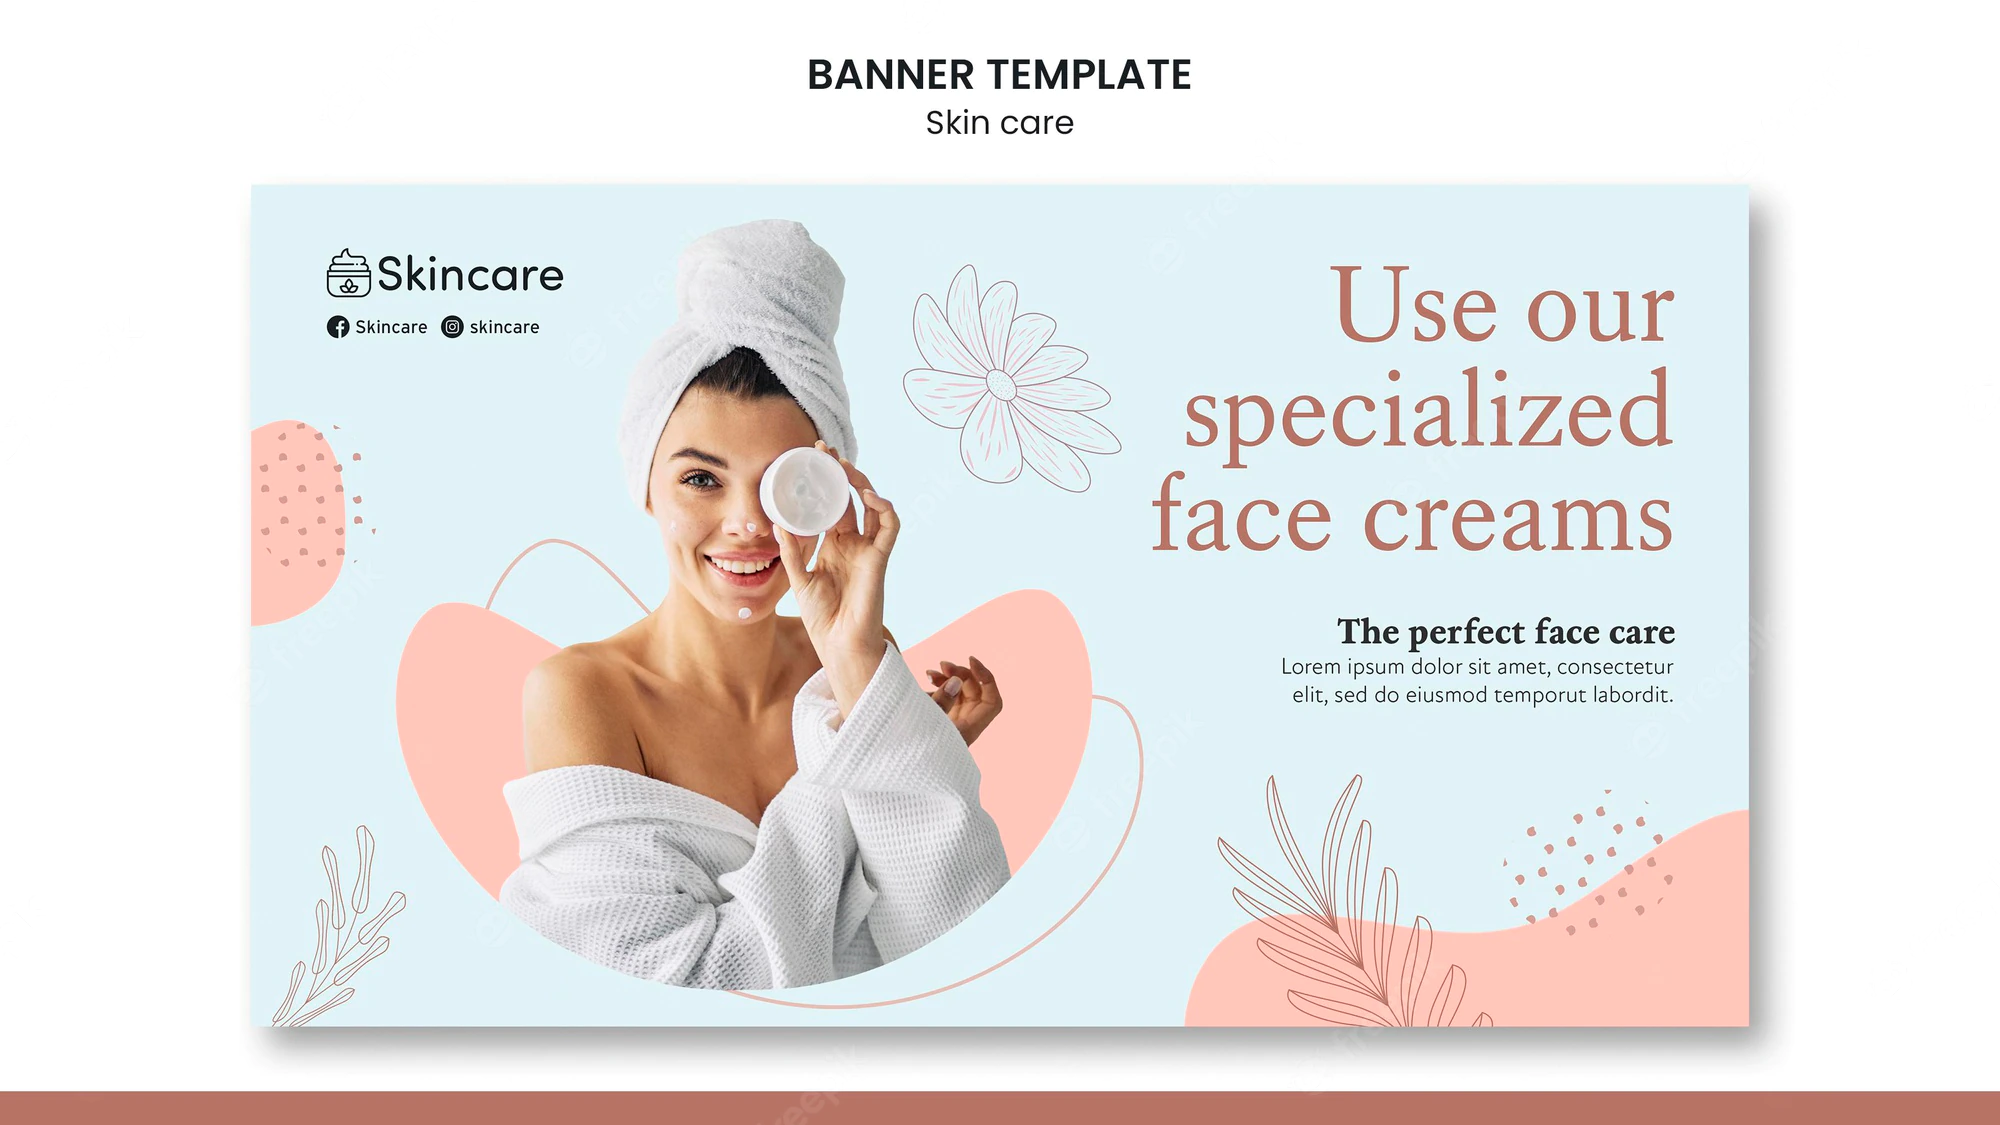 BANNER TEMPLATE
Skin care
Skincare
Skincare skincare
Use our
specialized
face creams
The perfect face care
Lorem ipsum dolor sit amet, consectetur
elit, sed do eiusmod temporut labordit.
freepik